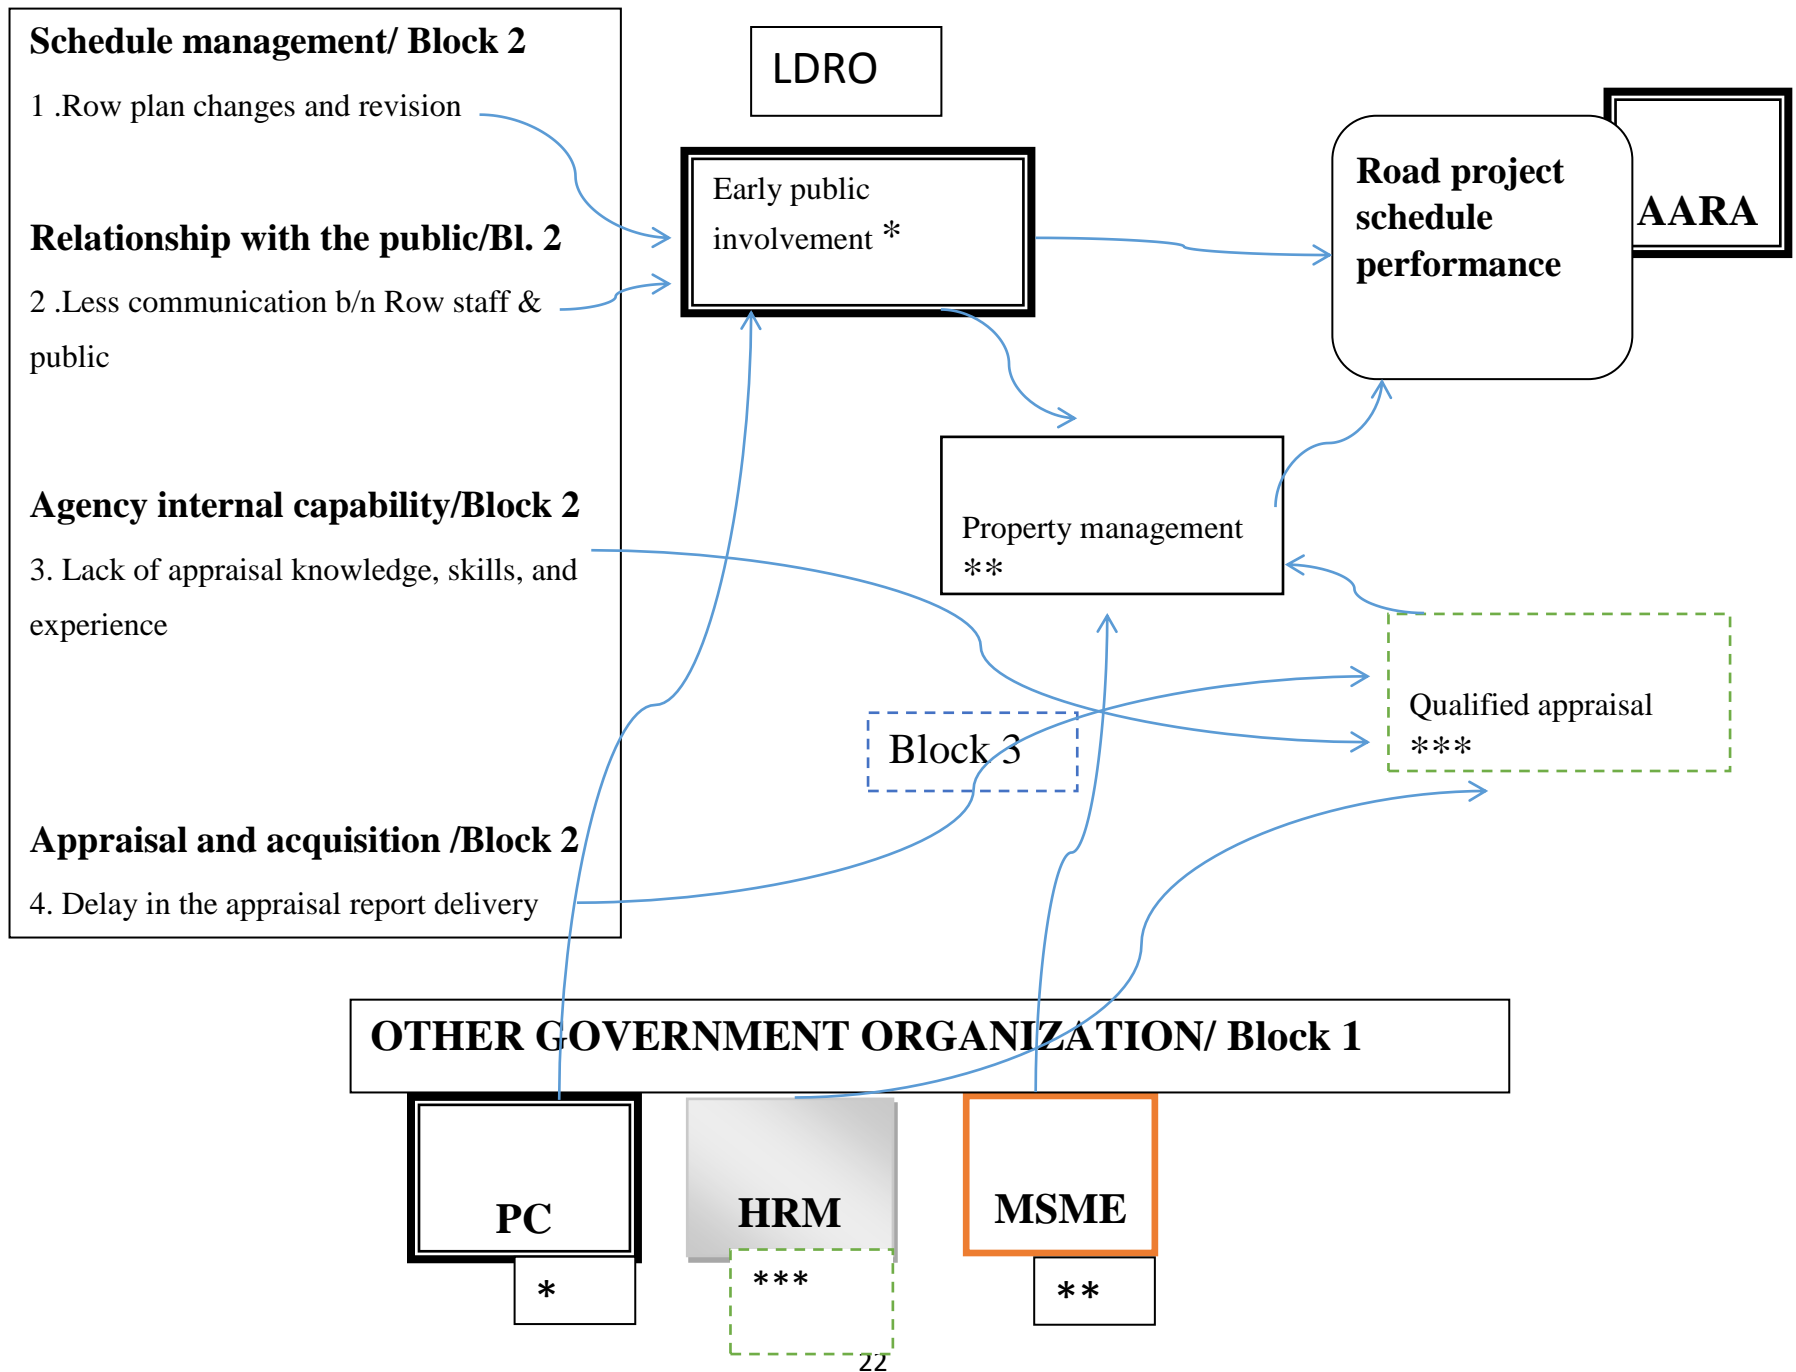 Schedule management/ Block 2
1 .Row plan changes and revision
Relationship with the public/Bl. 2
2 .Less communication b/n Row staff &
public
Agency internal capability/Block 2
3. Lack of appraisal knowledge, skills, and
experience
Appraisal and acquisition /Block 2
4. Delay in the appraisal report delivery
LDRO
Early public
involvement *
Road project
schedule
performance
AARA
Property management
**
Qualified appraisal
***
Block 3
OTHER GOVERNMENT ORGANIZATION/ Block 1
PC
HRM
MSME
*
***
**
22